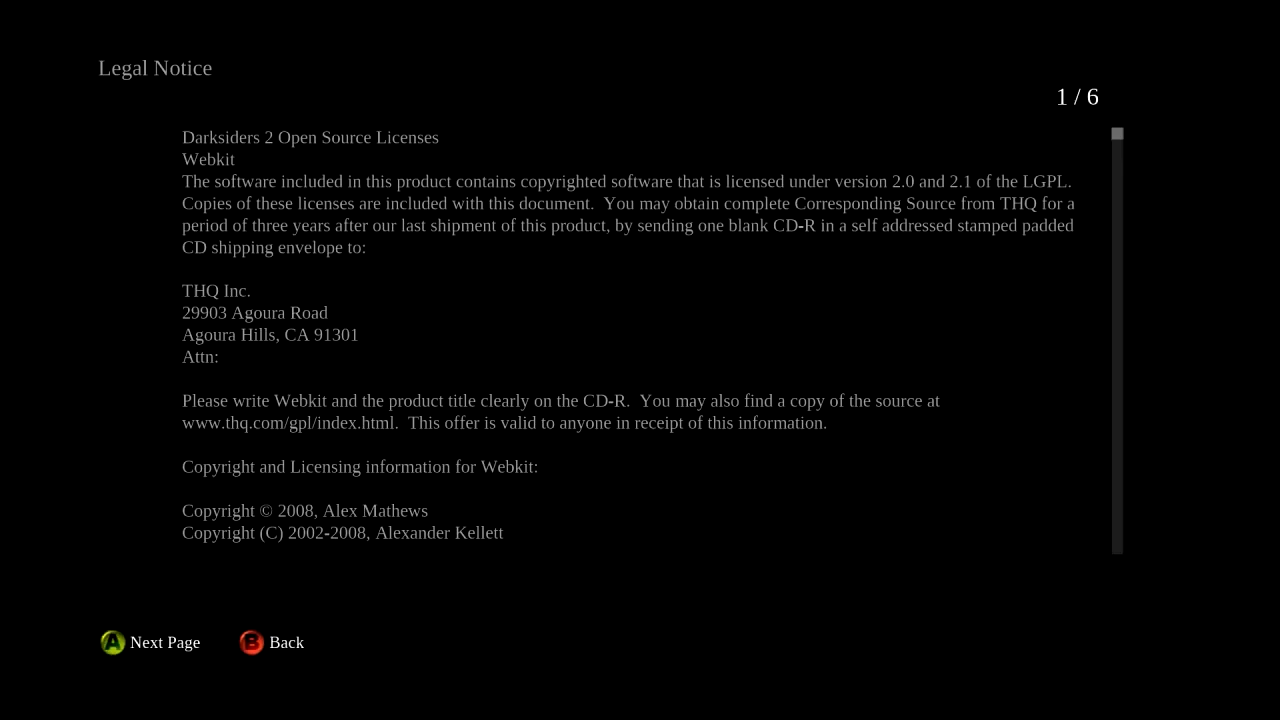 Legal Notice
1 / 6
Darksiders 2 Open Source Licenses
Webkit
The software included in this product contains copyrighted software that is licensed under version 2.0 and 2.1 of the LGPL.
Copies of these licenses are included with this document.  You may obtain complete Corresponding Source from THQ for a
period of three years after our last shipment of this product, by sending one blank CD-R in a self addressed stamped padded
CD shipping envelope to:
THQ Inc.
29903 Agoura Road
Agoura Hills, CA 91301
Attn:
Please write Webkit and the product title clearly on the CD-R.  You may also find a copy of the source at
www.thq.com/gpl/index.html.  This offer is valid to anyone in receipt of this information.
Copyright and Licensing information for Webkit:
Copyright © 2008, Alex Mathews
Copyright (C) 2002-2008, Alexander Kellett
A Next Page B Back